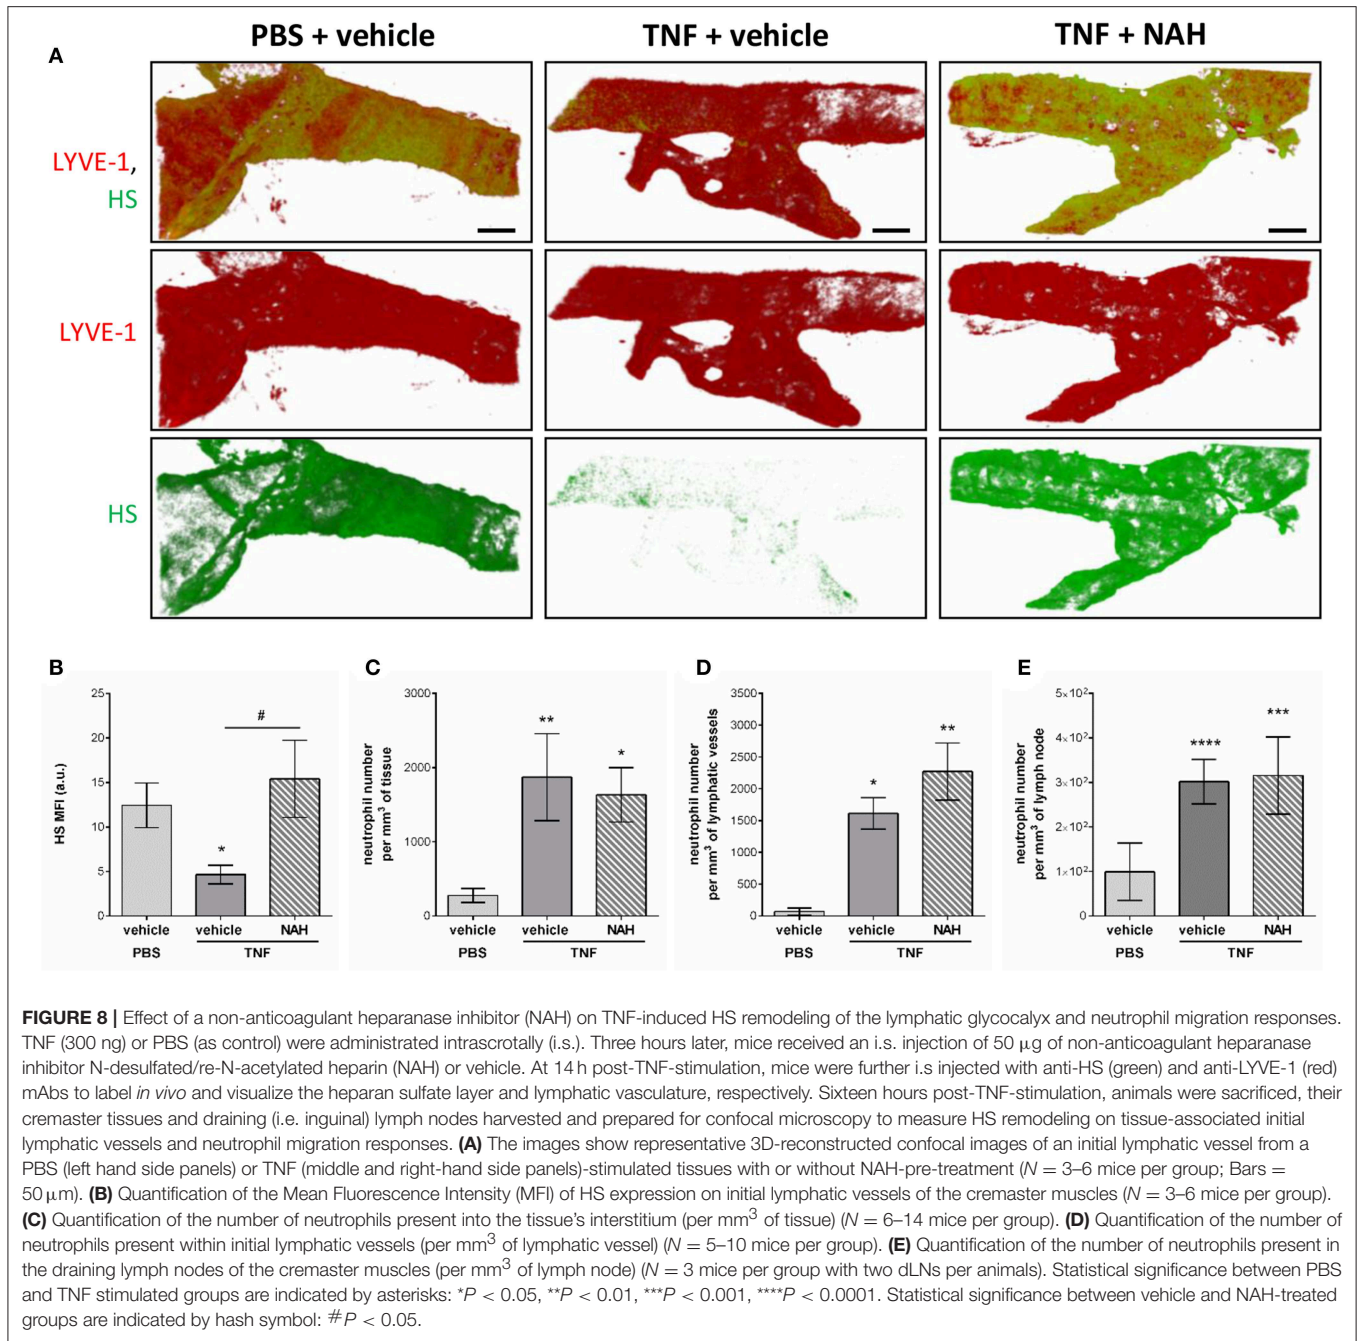 PBS + vehicle
TNF + vehicle
TNF + NAH
A
LYVE-1,
HS
LYVE-1
HS
B
HS MFI (a.u.)
25
20
15
10
5
0
#
*
vehicle
vehicle
NAH
PBS
TNF
C
neutrophil number
per mm³ of tissue
3000
2000
1000
0
**
*
vehicle
vehicle
NAH
PBS
TNF
D
neutrophil number
per mm³ of lymphatic vessels
3500
3000
2500
2000
1500
1000
500
0
*
**
vehicle
vehicle
NAH
PBS
TNF
E
neutrophil number
per mm³ of lymph node
5×10²
4×10²
3×10²
2×10²
1×10²
0
****
***
vehicle
vehicle
NAH
PBS
TNF
FIGURE 8 | Effect of a non-anticoagulant heparanase inhibitor (NAH) on TNF-induced HS remodeling of the lymphatic glycocalyx and neutrophil migration responses.
TNF (300 ng) or PBS (as control) were administrated intrascrotally (i.s.). Three hours later, mice received an i.s. injection of 50 μg of non-anticoagulant heparanase
inhibitor N-desulfated/re-N-acetylated heparin (NAH) or vehicle. At 14 h post-TNF-stimulation, mice were further i.s injected with anti-HS (green) and anti-LYVE-1 (red)
mAbs to label in vivo and visualize the heparan sulfate layer and lymphatic vasculature, respectively. Sixteen hours post-TNF-stimulation, animals were sacrificed, their
cremaster tissues and draining (i.e. inguinal) lymph nodes harvested and prepared for confocal microscopy to measure HS remodeling on tissue-associated initial
lymphatic vessels and neutrophil migration responses. (A) The images show representative 3D-reconstructed confocal images of an initial lymphatic vessel from a
PBS (left hand side panels) or TNF (middle and right-hand side panels)-stimulated tissues with or without NAH-pre-treatment (N = 3–6 mice per group; Bars =
50 μm). (B) Quantification of the Mean Fluorescence Intensity (MFI) of HS expression on initial lymphatic vessels of the cremaster muscles (N = 3–6 mice per group).
(C) Quantification of the number of neutrophils present into the tissue's interstitium (per mm³ of tissue) (N = 6–14 mice per group). (D) Quantification of the number of
neutrophils present within initial lymphatic vessels (per mm³ of lymphatic vessel) (N = 5–10 mice per group). (E) Quantification of the number of neutrophils present in
the draining lymph nodes of the cremaster muscles (per mm³ of lymph node) (N = 3 mice per group with two dLNs per animals). Statistical significance between PBS
and TNF stimulated groups are indicated by asterisks: *P < 0.05, **P < 0.01, ***P < 0.001, ****P < 0.0001. Statistical significance between vehicle and NAH-treated
groups are indicated by hash symbol: #P < 0.05.